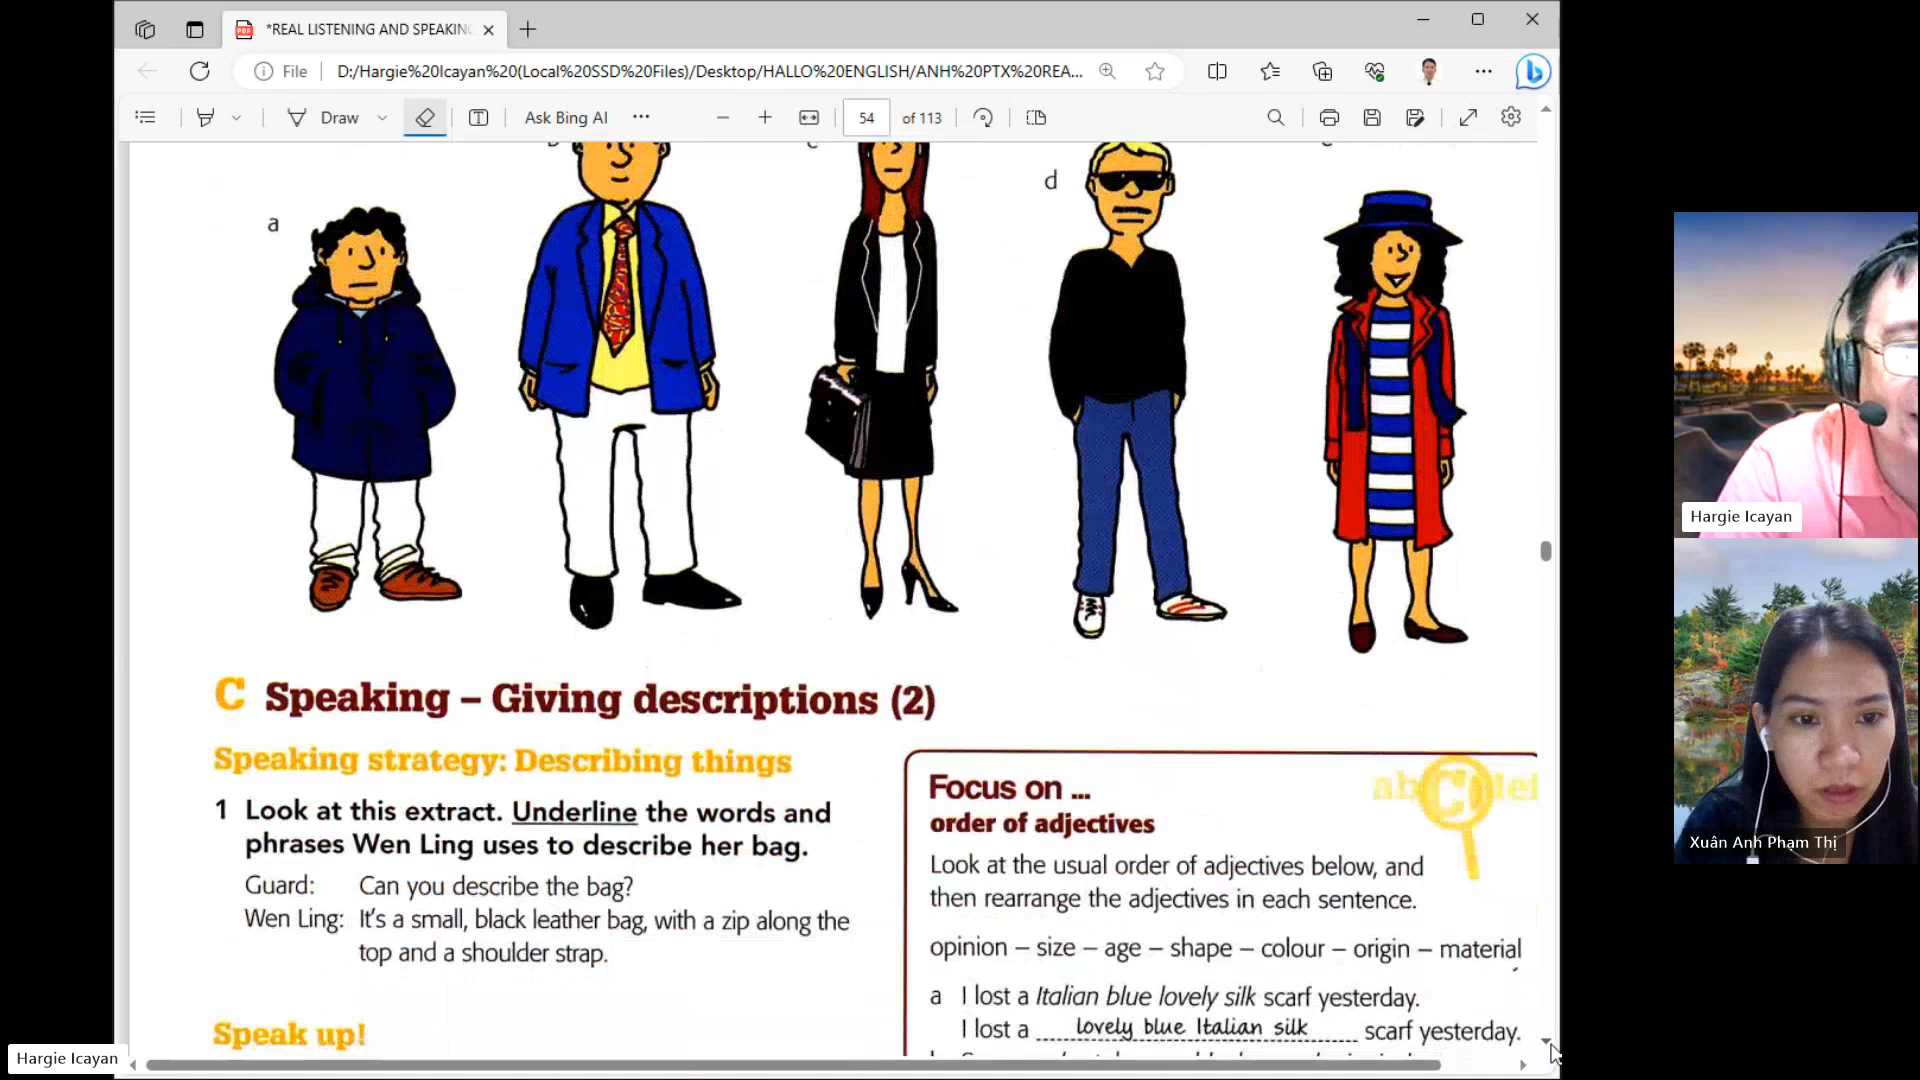 *REAL LISTENING AND SPEAKING
File
D:/Hargie%20Icayan%20(Local%20SSD%20Files)/Desktop/HALLO%20ENGLISH/ANH%20PTX%20REA...
Draw
Ask Bing AI
54 of 113
a
d
C Speaking – Giving descriptions (2)
Speaking strategy: Describing things
1 Look at this extract. Underline the words and
phrases Wen Ling uses to describe her bag.
Guard: Can you describe the bag?
Wen Ling: It's a small, black leather bag, with a zip along the
top and a shoulder strap.
Speak up!
Focus on ...
order of adjectives
Look at the usual order of adjectives below, and
then rearrange the adjectives in each sentence.
opinion – size – age – shape – colour – origin – material
a I lost a Italian blue lovely silk scarf yesterday.
I lost a lovely blue Italian silk scarf yesterday.
Hargie Icayan
Xuân Anh Phạm Thị
Hargie Icayan